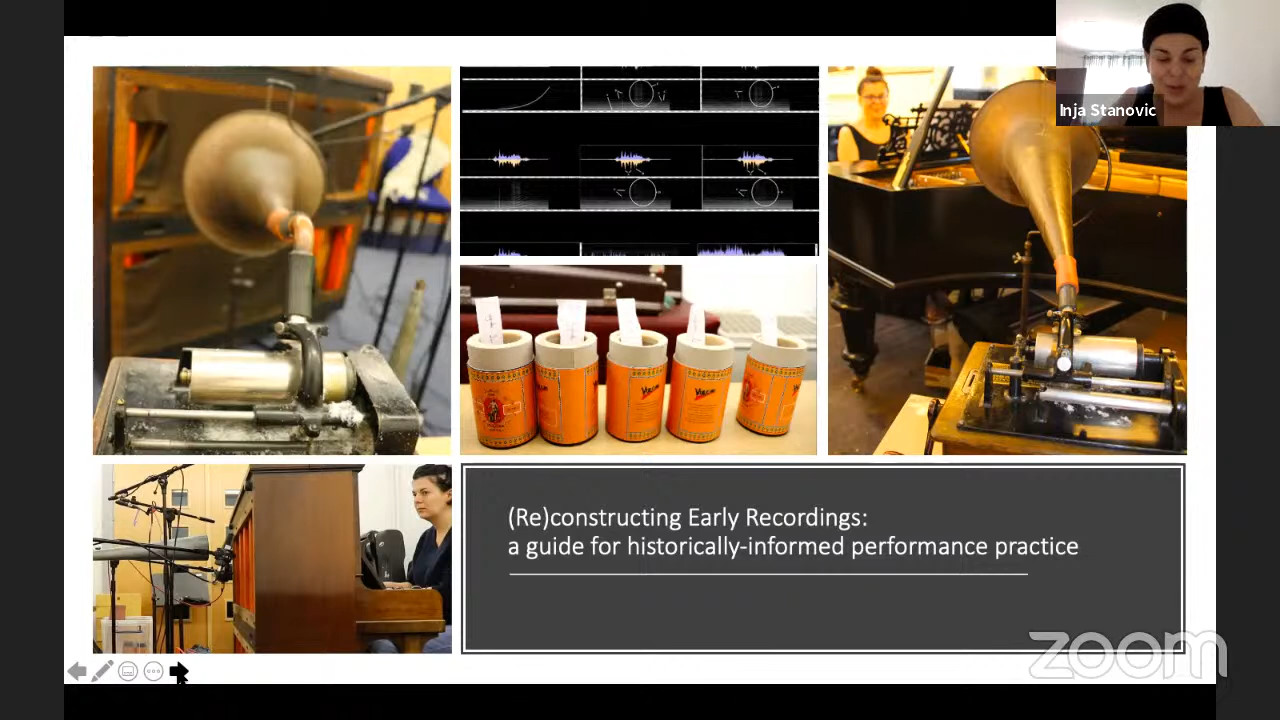 Inja Stanovic
(Re)constructing Early Recordings:
a guide for historically-informed performance practice
zoom